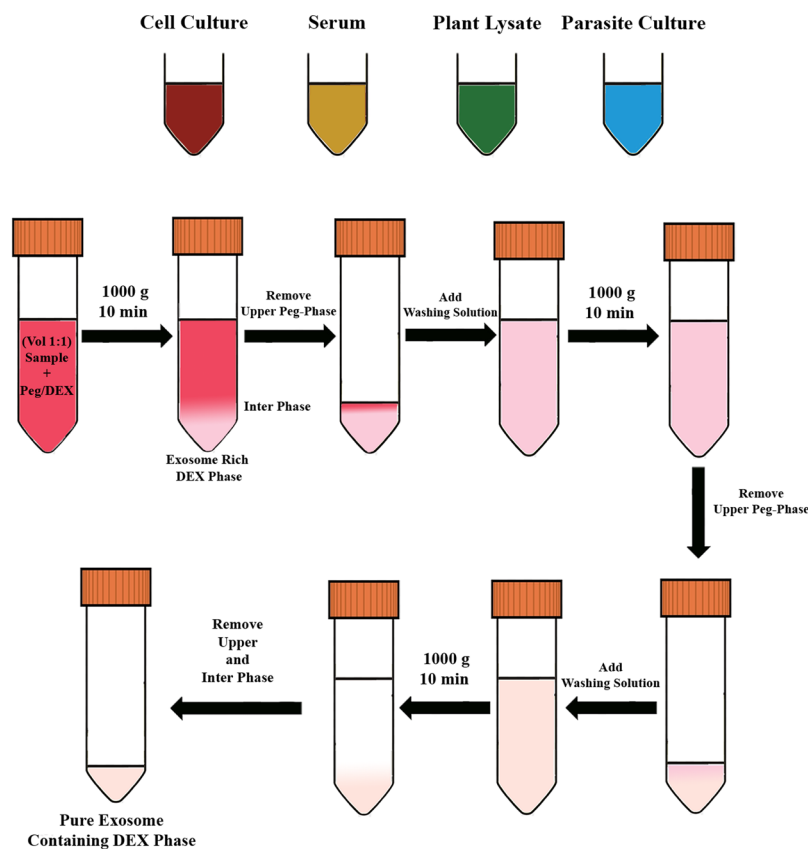 Cell Culture
Serum
Plant Lysate
Parasite Culture
(Vol 1:1)
Sample
+
Peg/DEX
1000 g
10 min
Exosome Rich
DEX Phase
Remove
Upper Peg-Phase
Inter Phase
Add
Washing Solution
1000 g
10 min
Remove
Upper Peg-Phase
Add
Washing Solution
1000 g
10 min
Remove
Upper
and
Inter Phase
Pure Exosome
Containing DEX Phase